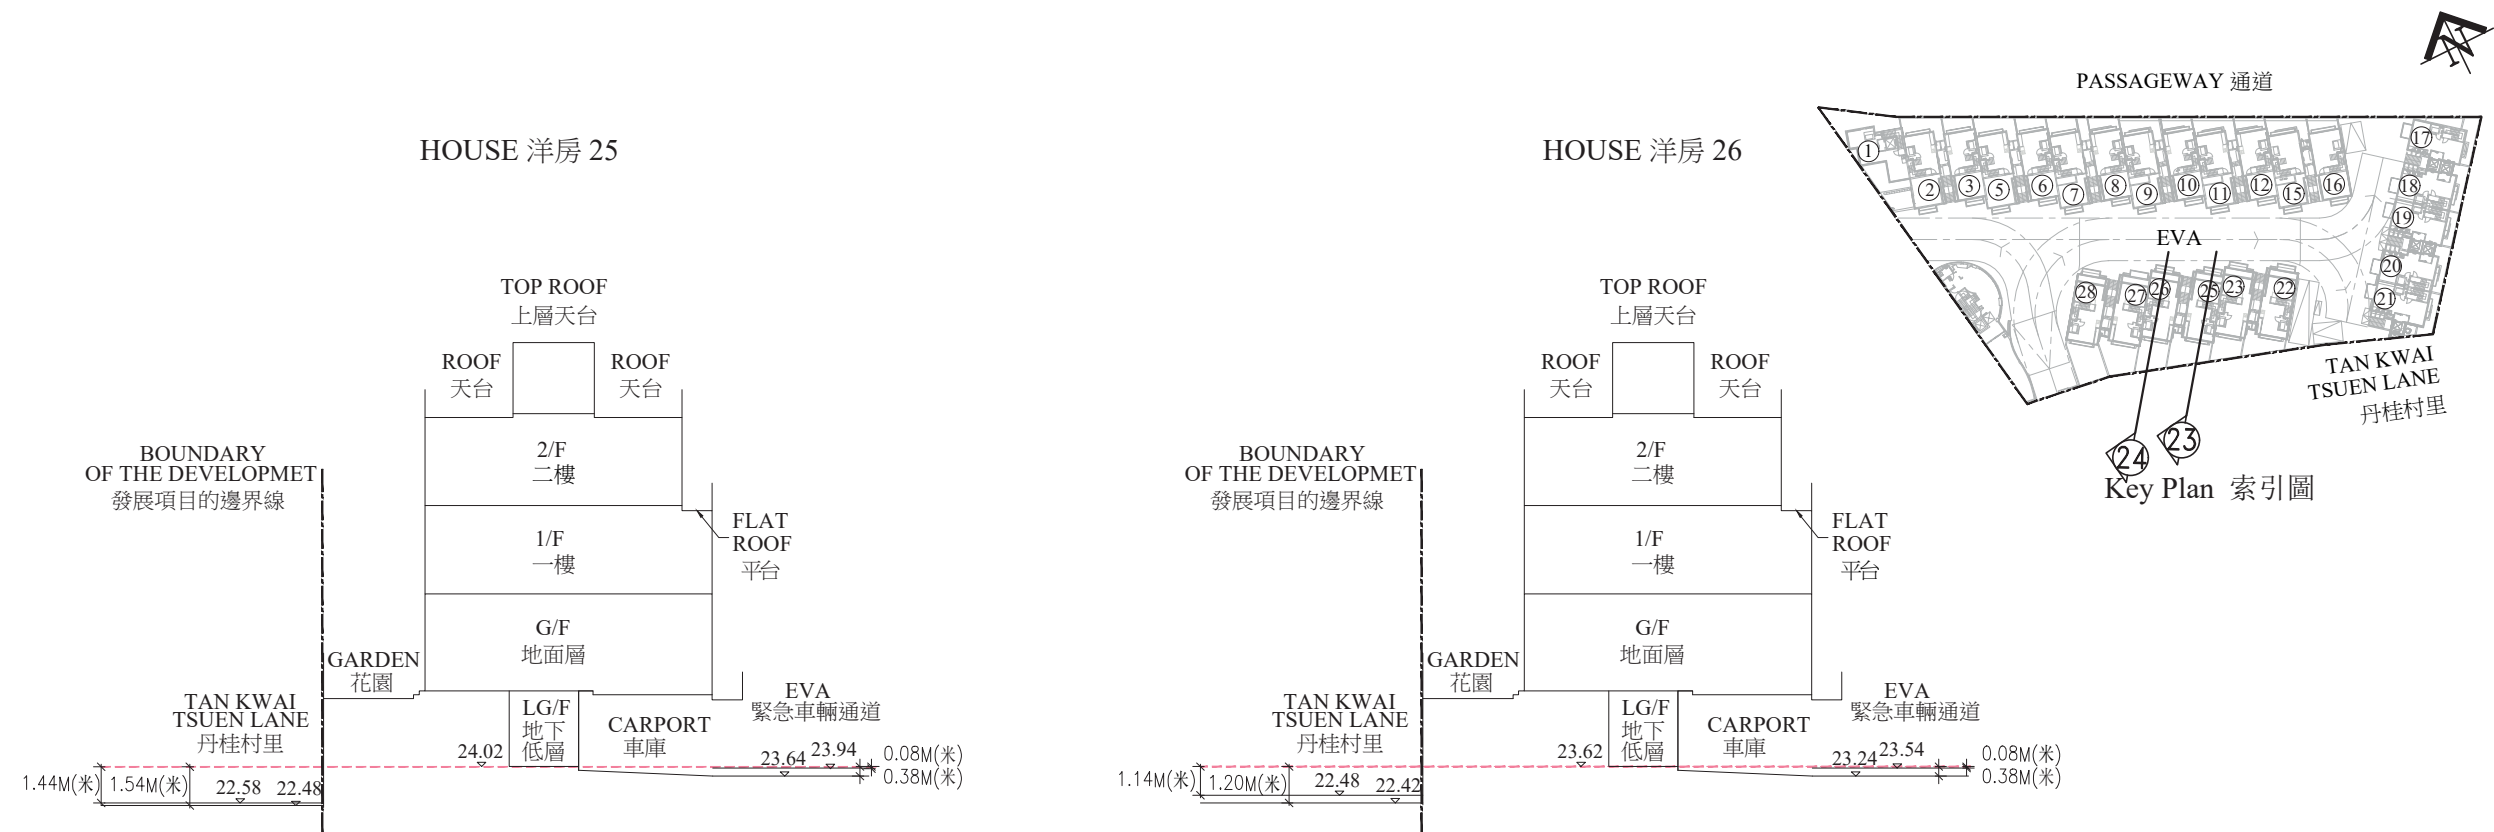 HOUSE 洋房 25
TOP ROOF
上層天台
ROOF
天台
ROOF
天台
2/F
二樓
BOUNDARY
OF THE DEVELOPMET
發展項目的邊界線
FLAT
ROOF
平台
1/F
一樓
G/F
地面層
GARDEN
花園
TAN KWAI
TSUEN LANE
丹桂村里
LG/F
地下
低層
CARPORT
車庫
EVA
緊急車輛通道
24.02
23.64
23.94
0.08M(米)
0.38M(米)
1.44M(米)
1.54M(米)
22.58
22.48
HOUSE 洋房 26
TOP ROOF
上層天台
ROOF
天台
ROOF
天台
2/F
二樓
BOUNDARY
OF THE DEVELOPMET
發展項目的邊界線
FLAT
ROOF
平台
1/F
一樓
G/F
地面層
GARDEN
花園
TAN KWAI
TSUEN LANE
丹桂村里
LG/F
地下
低層
CARPORT
車庫
EVA
緊急車輛通道
23.62
23.24
23.54
0.08M(米)
0.38M(米)
1.14M(米)
1.20M(米)
22.48
22.42
N
PASSAGEWAY 通道
1
2
3
5
6
7
8
9
10
11
12
15
16
17
18
19
20
21
EVA
28
27
26
25
23
22
TAN KWAI
TSUEN LANE
丹桂村里
24
23
Key Plan 索引圖